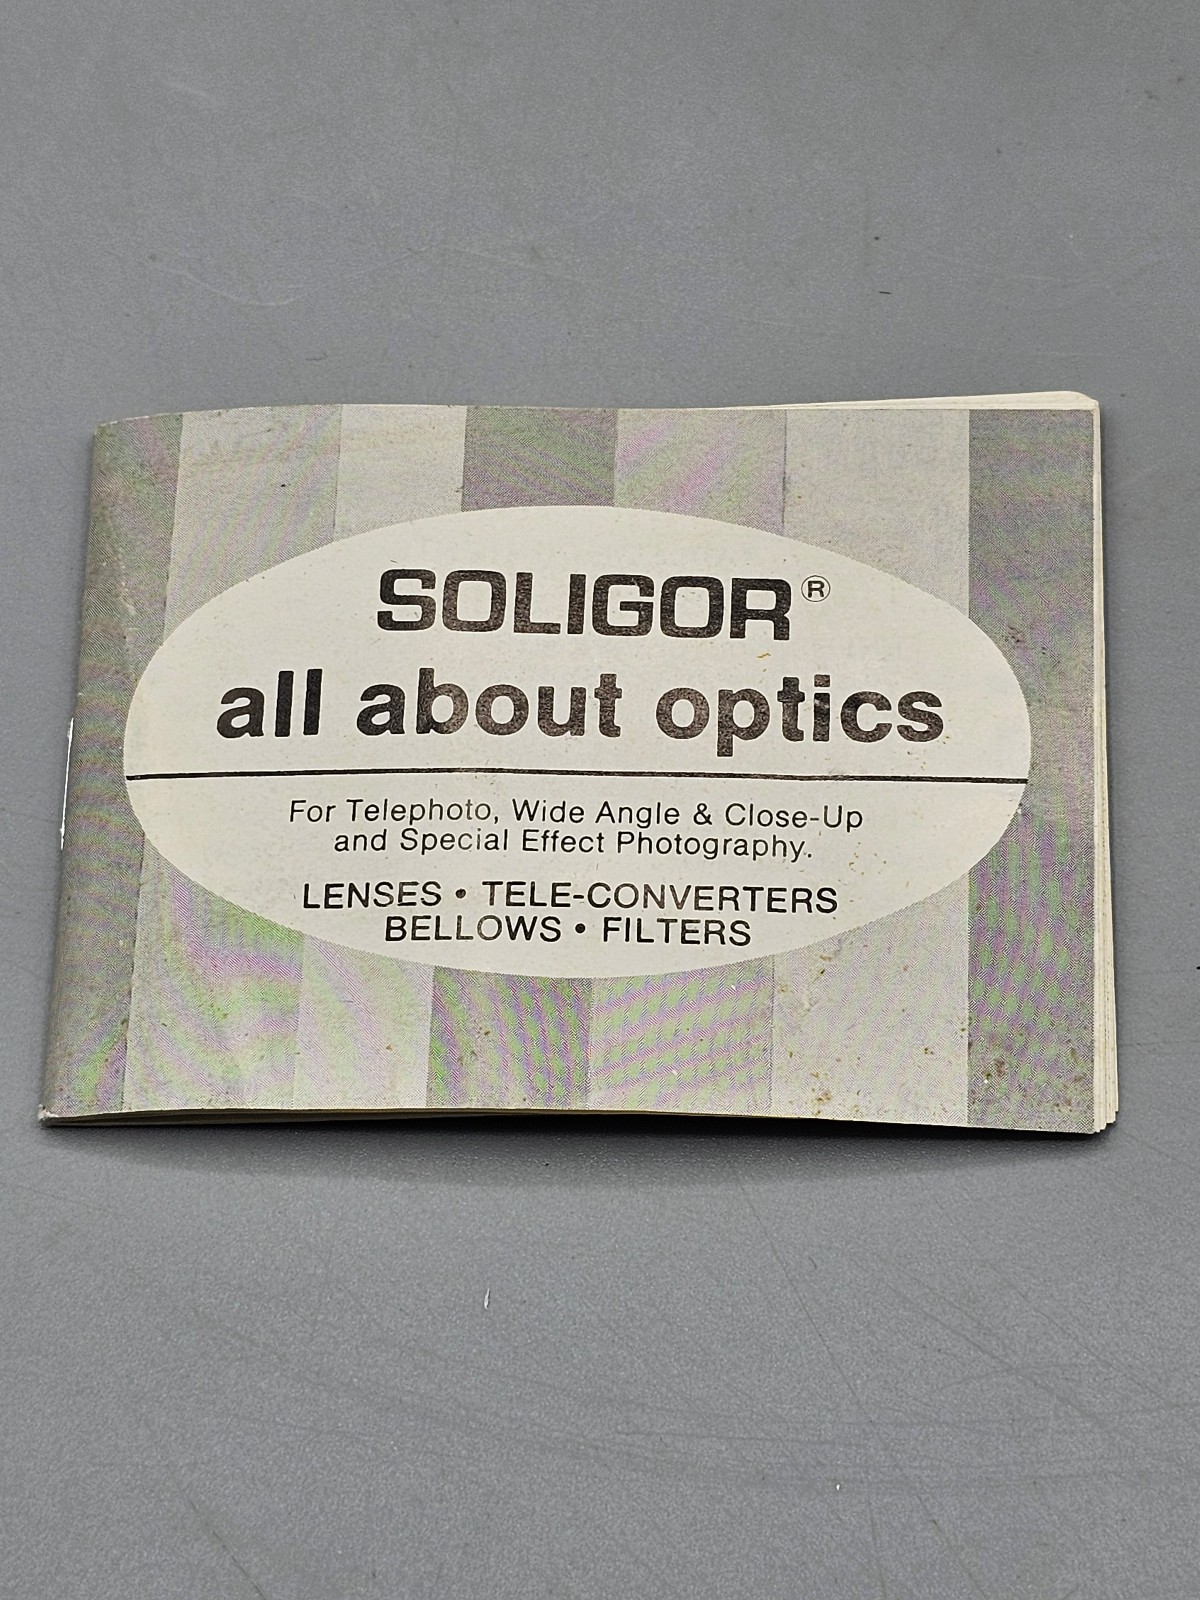 SOLIGOR®
all about optics
For Telephoto, Wide Angle & Close-Up
and Special Effect Photography.
LENSES • TELE-CONVERTERS
BELLOWS • FILTERS